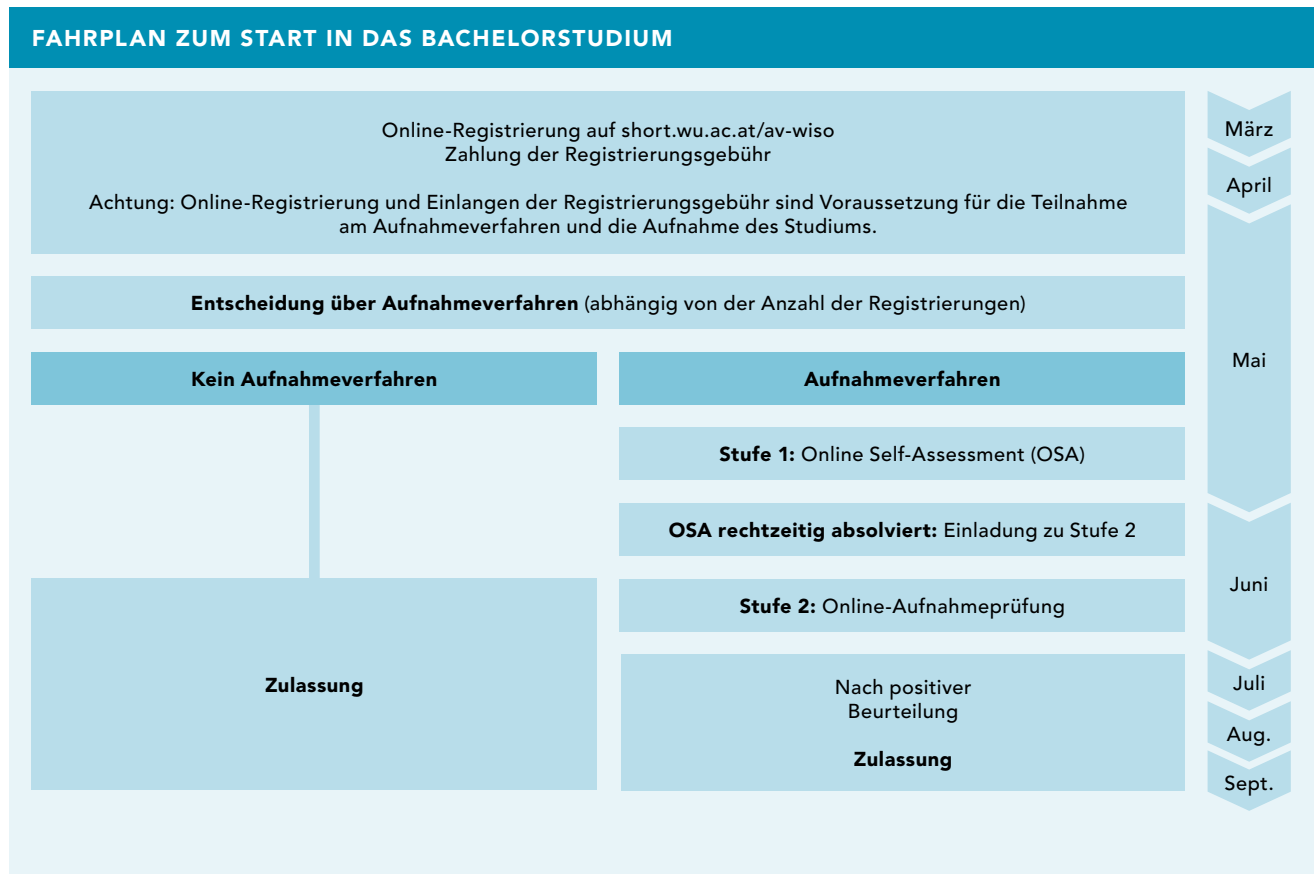 FAHRPLAN ZUM START IN DAS BACHELORSTUDIUM
Online-Registrierung auf short.wu.ac.at/av-wiso
Zahlung der Registrierungsgebühr
Achtung: Online-Registrierung und Einlangen der Registrierungsgebühr sind Voraussetzung für die Teilnahme
am Aufnahmeverfahren und die Aufnahme des Studiums.
Entscheidung über Aufnahmeverfahren (abhängig von der Anzahl der Registrierungen)
Kein Aufnahmeverfahren
Zulassung
Aufnahmeverfahren
Stufe 1: Online Self-Assessment (OSA)
OSA rechtzeitig absolviert: Einladung zu Stufe 2
Stufe 2: Online-Aufnahmeprüfung
Nach positiver
Beurteilung
Zulassung
März
April
Mai
Juni
Juli
Aug.
Sept.